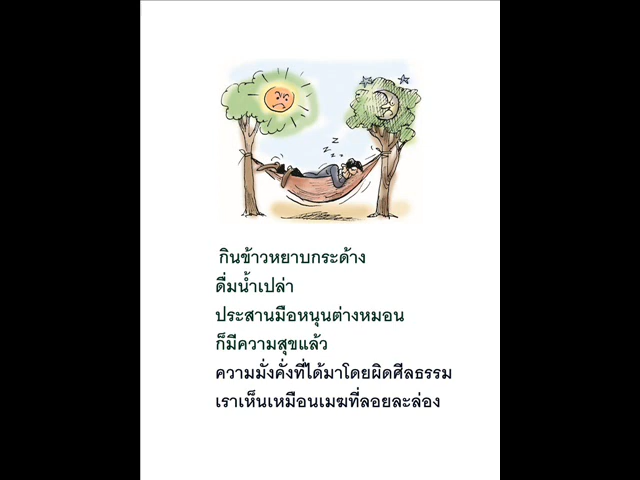 z z z z
กินข้าวหยาบกระด้าง
ดื่มน้ำเปล่า
ประสานมือหนุนต่างหมอน
ก็มีความสุขแล้ว
ความมั่งคั่งที่ได้มาโดยผิดศีลธรรม
เราเห็นเหมือนเมฆที่ลอยละล่อง